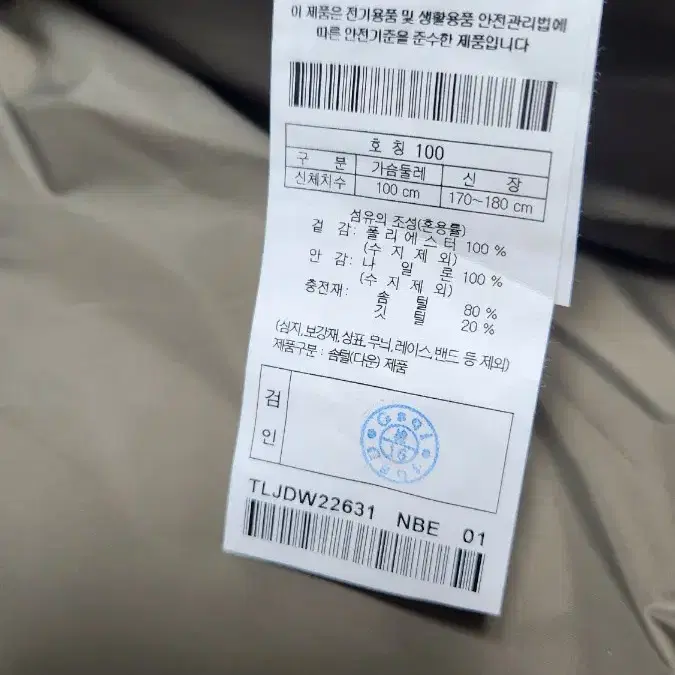 이 제품은 전기용품 및 생활용품 안전관리법에
따른 안전기준을 준수한 제품입니다
호 칭 100
구 분 가슴둘레 신 장
신체치수 100 cm 170~180 cm
섬유의 조성(혼용률)
겉 감: 폴 리 에 스 터 100 %
(수 지 제 외)
안 감: 나 일 론 100 %
(수 지 제 외)
충전재: 솜 털 80 %
깃 털 20 %
(심지,보강재,상표,무늬,레이스,밴드 등 제외)
제품구분 : 솜털(다운) 제품
검 인
TLJDW22631 NBE 01